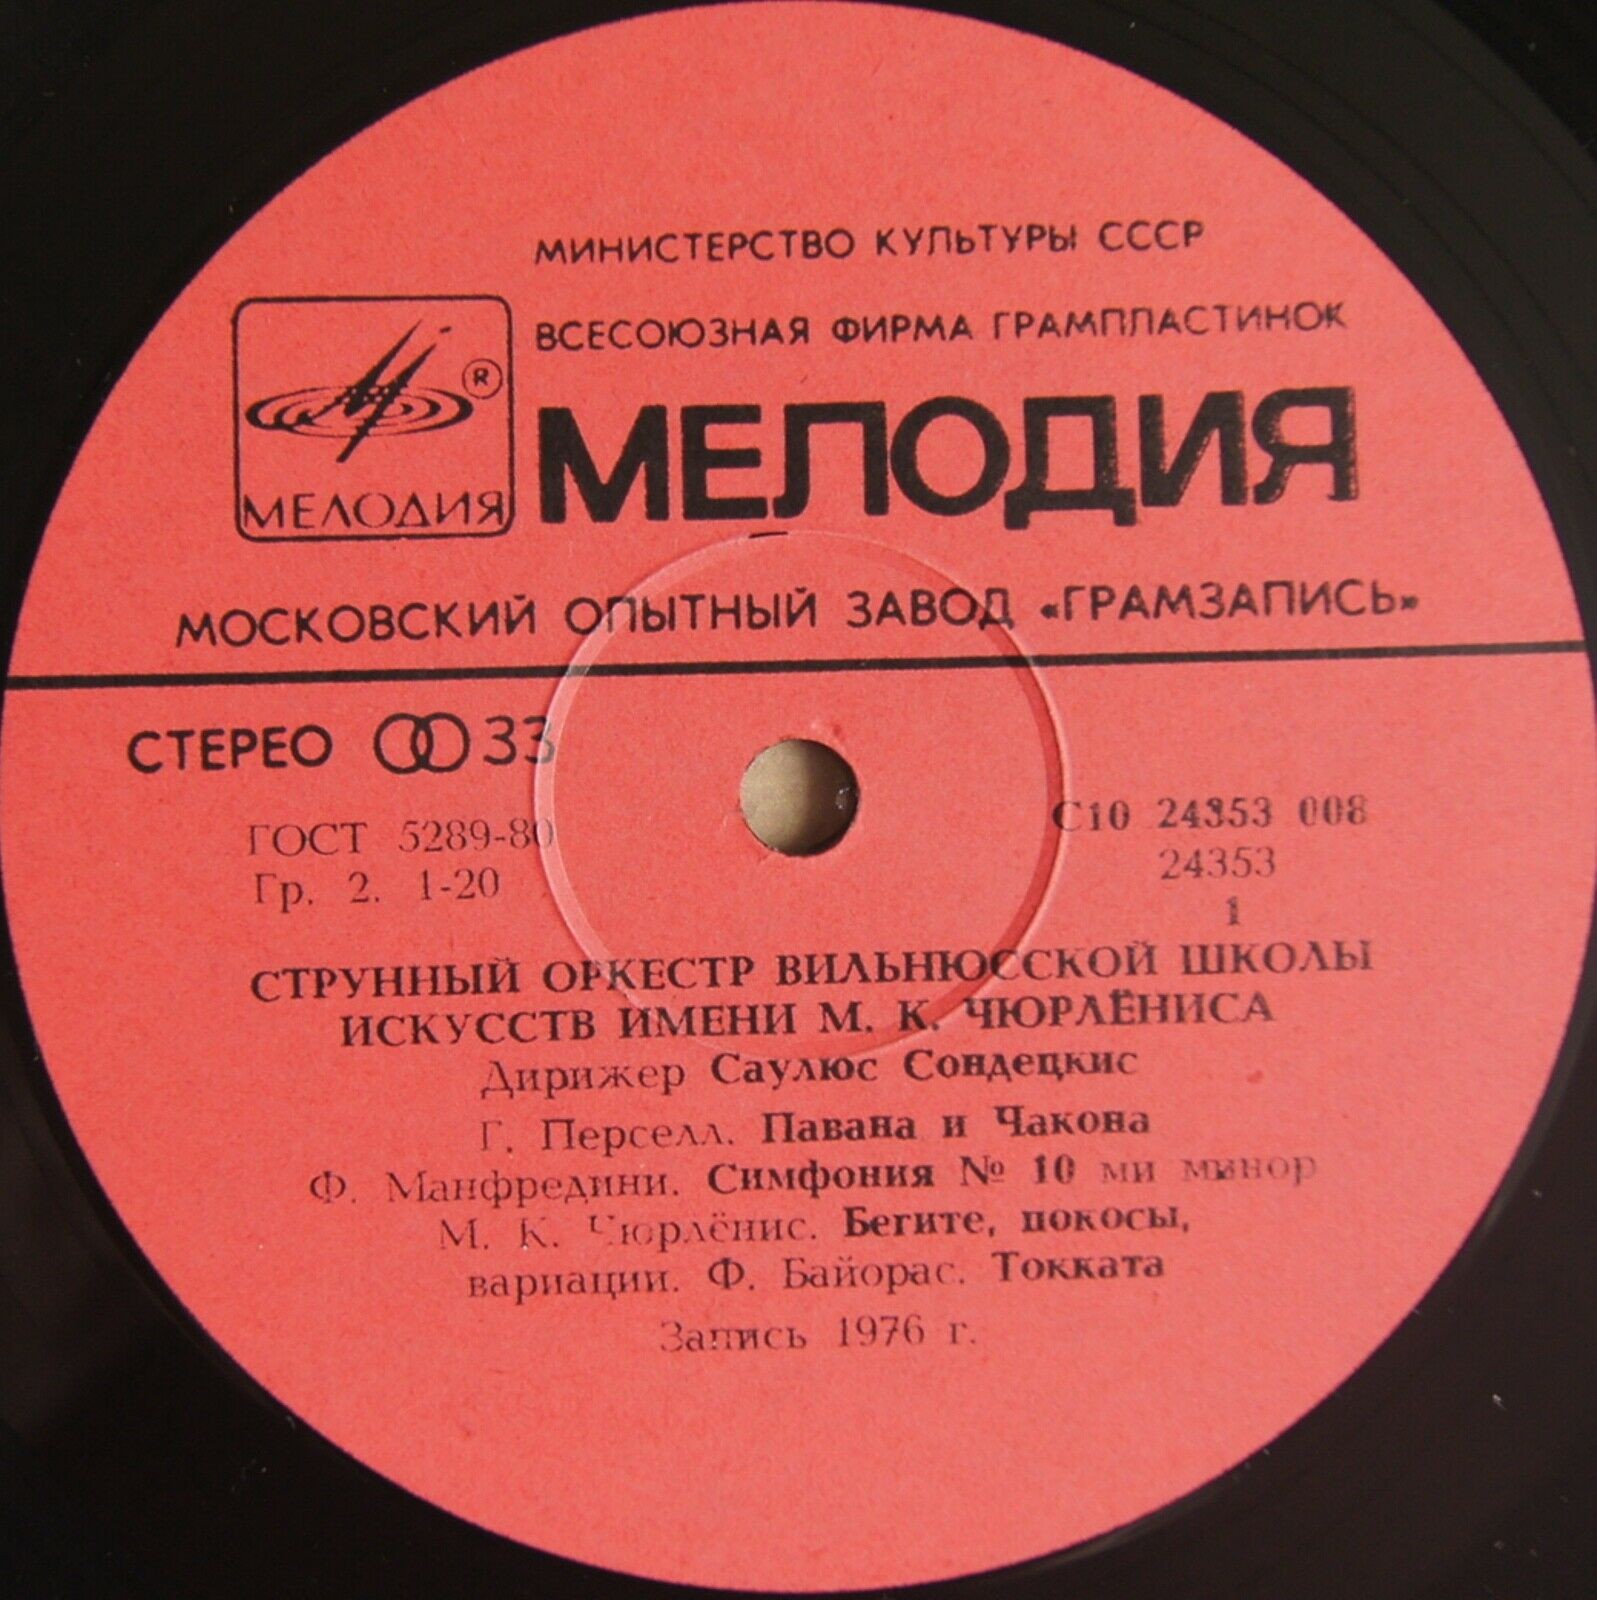 МИНИСТЕРСТВО КУЛЬТУРЫ СССР
ВСЕСОЮЗНАЯ ФИРМА ГРАМПЛАСТИНОК
®
МЕЛОДИЯ
МЕЛОДИЯ
МОСКОВСКИЙ ОПЫТНЫЙ ЗАВОД «ГРАМЗАПИСЬ»
СТЕРЕО 33
ГОСТ 5289-80
Гр. 2. 1-20
С10 24353 008
24353
1
СТРУННЫЙ ОРКЕСТР ВИЛЬНЮССКОЙ ШКОЛЫ
ИСКУССТВ ИМЕНИ М. К. ЧЮРЛЁНИСА
Дирижер Саулюс Сондецкис
Г. Перселл. Павана и Чакона
Ф. Манфредини. Симфония № 10 ми минор
М. К. Чюрлёнис. Бегите, покосы,
вариации. Ф. Байорас. Токката
Запись 1976 г.